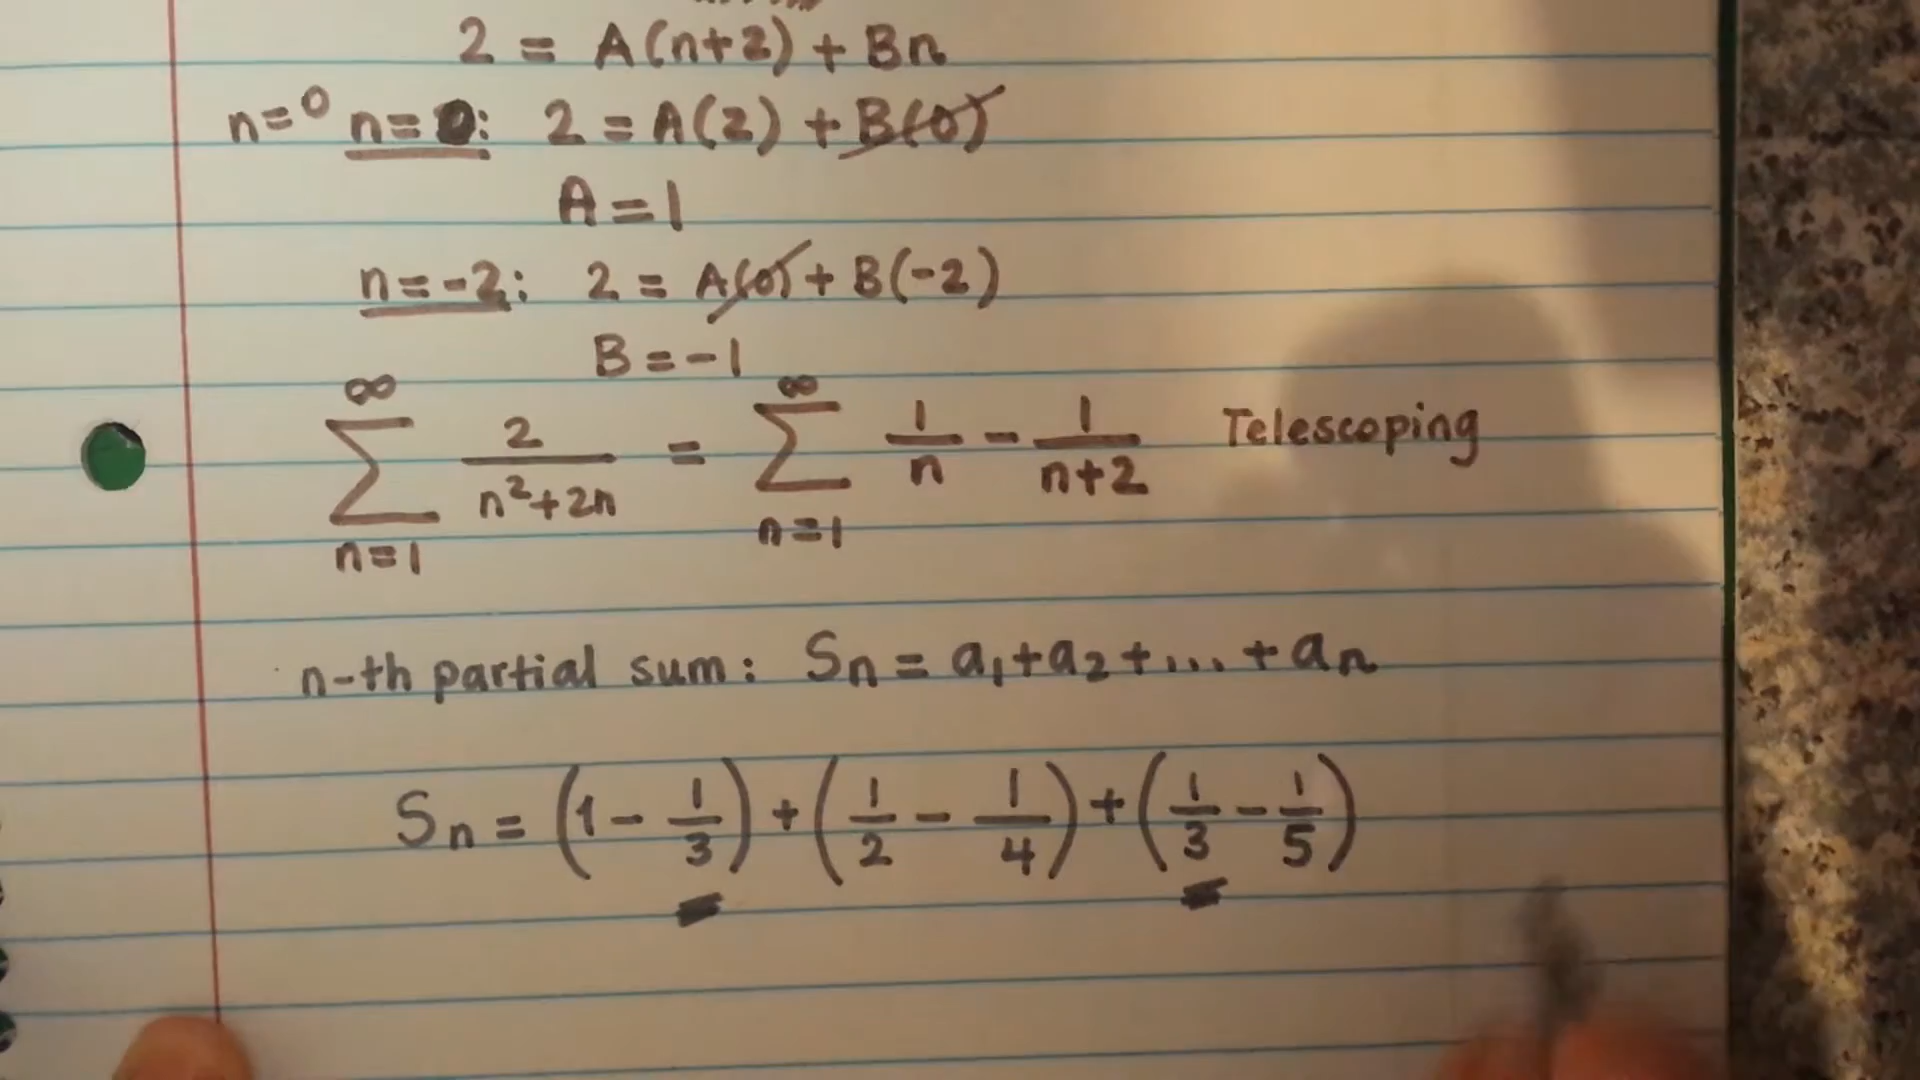 2 = A(n+2) + Bn
n=0 n=0: 2 = A(2) + B(0)
A = 1
n=-2: 2 = A(0) + B(-2)
B = -1
∞ ∑ n=1 2/(n²+2n) = ∞ ∑ n=1 1/n - 1/(n+2) Telescoping
n-th partial sum: Sn = a₁+a₂+...+an
Sn = (1 - 1/3) + (1/2 - 1/4) + (1/3 - 1/5)